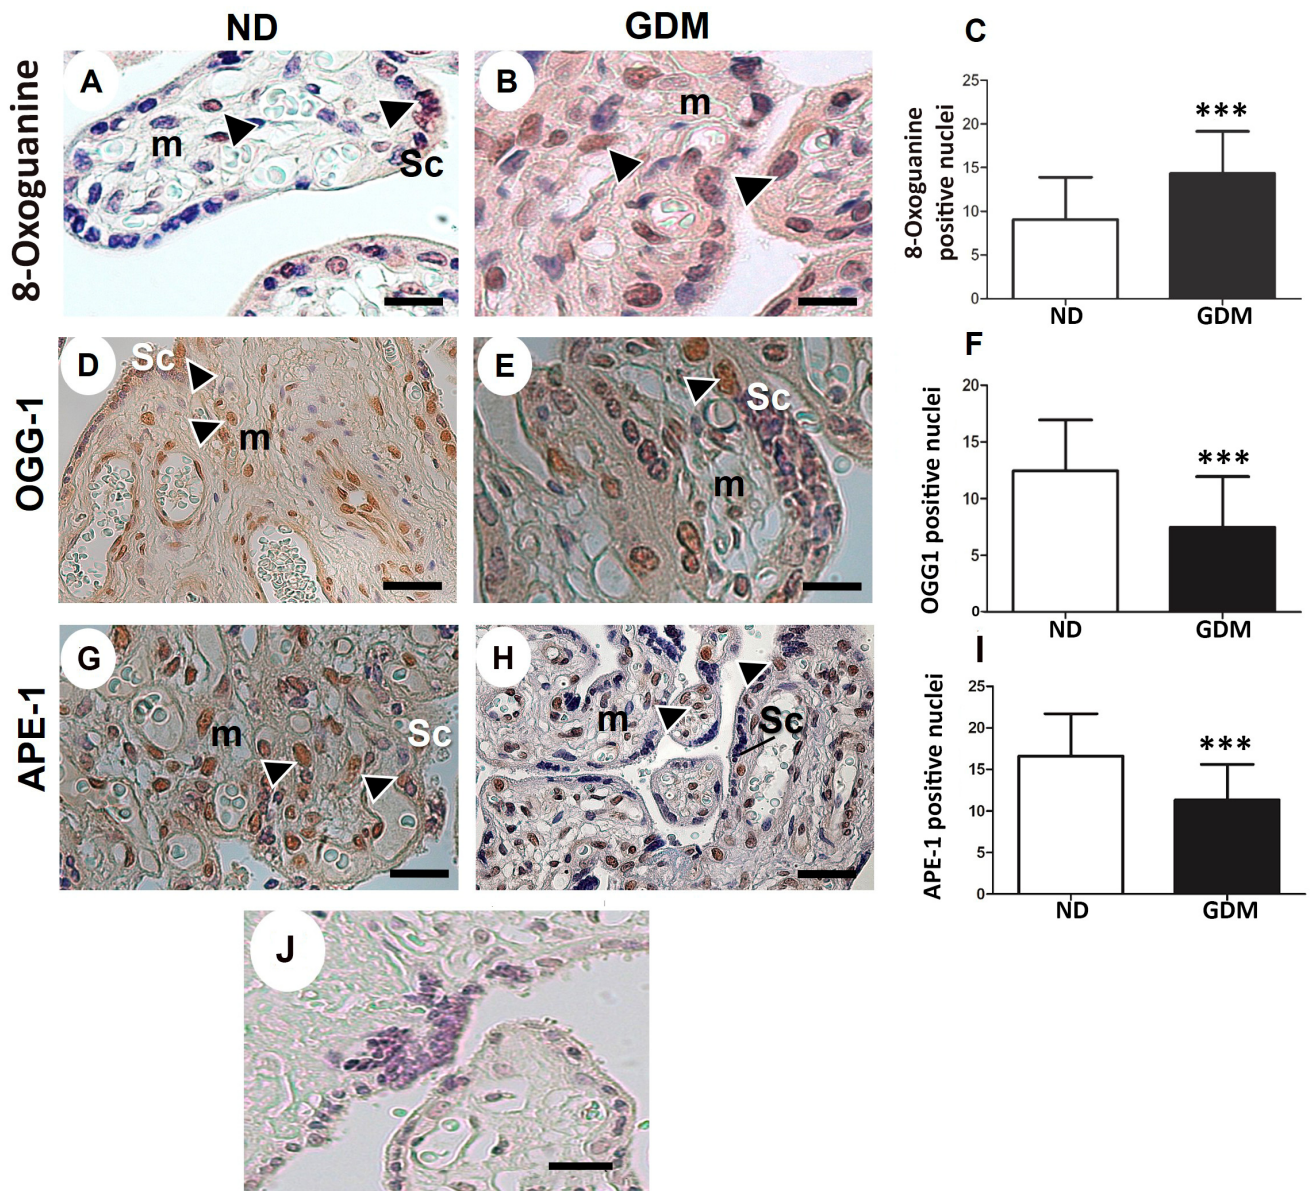 ND
GDM
8-Oxoguanine
A
m
Sc
B
m
C
8-Oxoguanine
positive nuclei
25
20
15
10
5
0
***
ND
GDM
OGG-1
D
Sc
m
E
Sc
m
F
OGG1 positive nuclei
20
15
10
5
0
***
ND
GDM
APE-1
G
m
Sc
H
m
Sc
I
APE-1 positive nuclei
25
20
15
10
5
0
***
ND
GDM
J